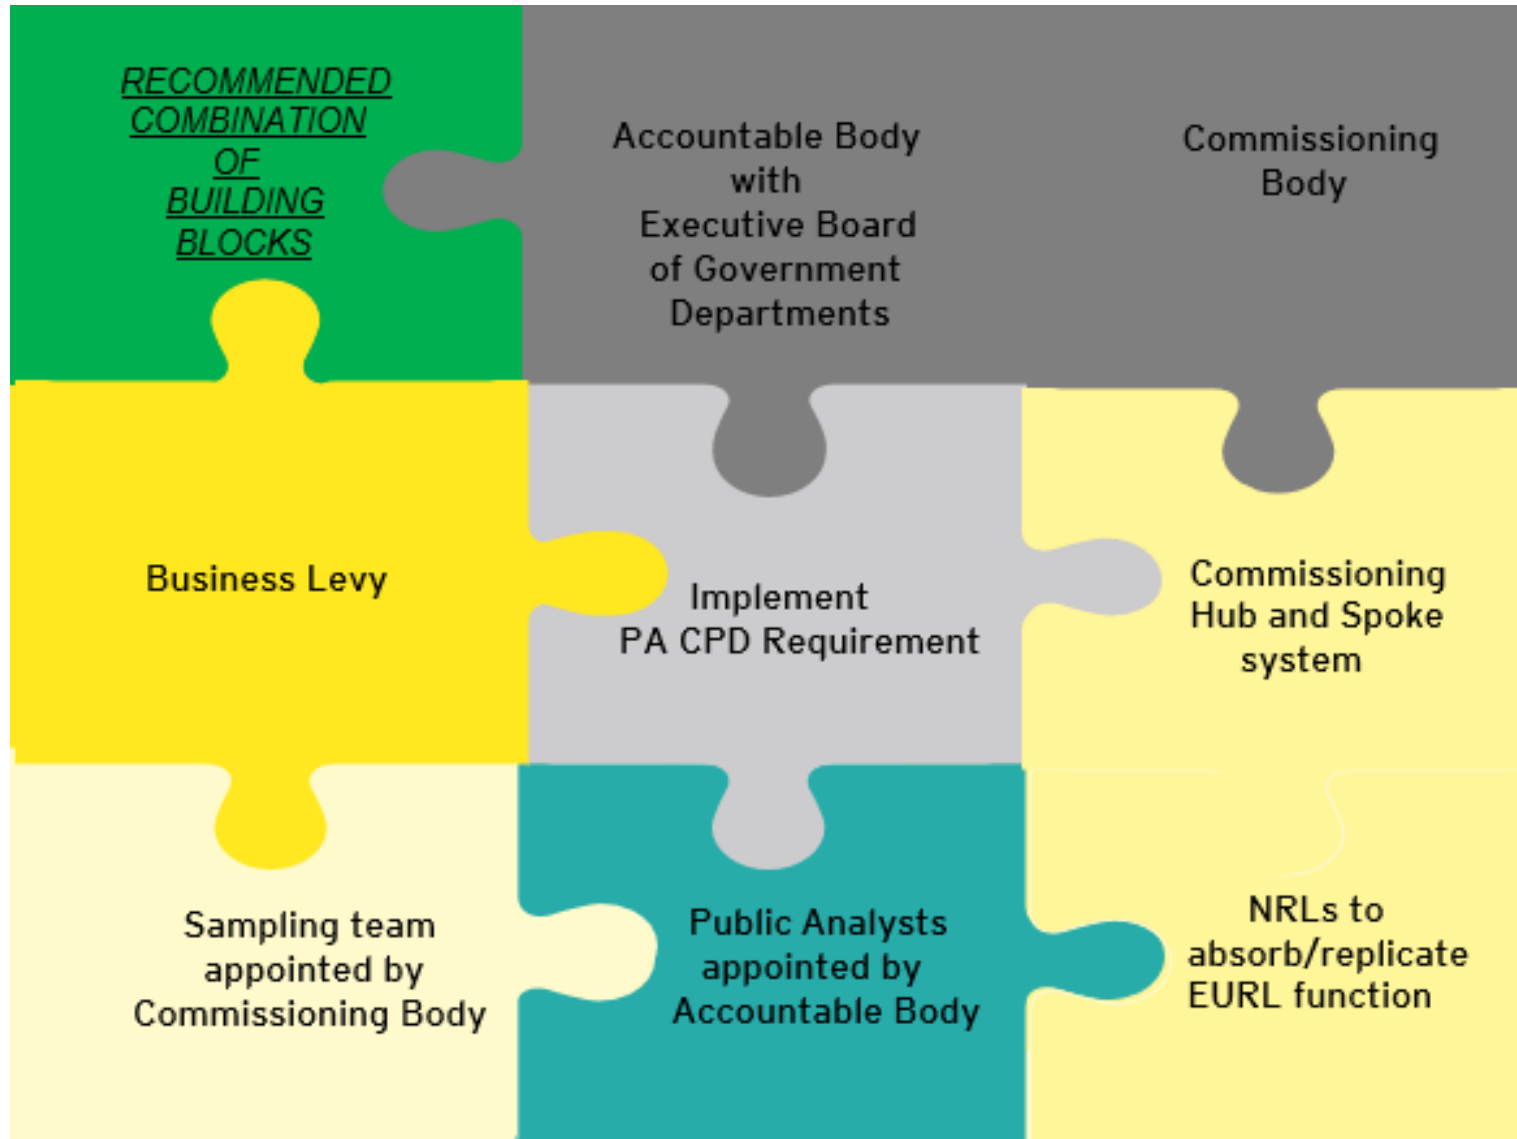 RECOMMENDED
COMBINATION
OF
BUILDING
BLOCKS
Accountable Body
with
Executive Board
of Government
Departments
Commissioning
Body
Business Levy
Implement
PA CPD Requirement
Commissioning
Hub and Spoke
system
Sampling team
appointed by
Commissioning Body
Public Analysts
appointed by
Accountable Body
NRLs to
absorb/replicate
EURL function